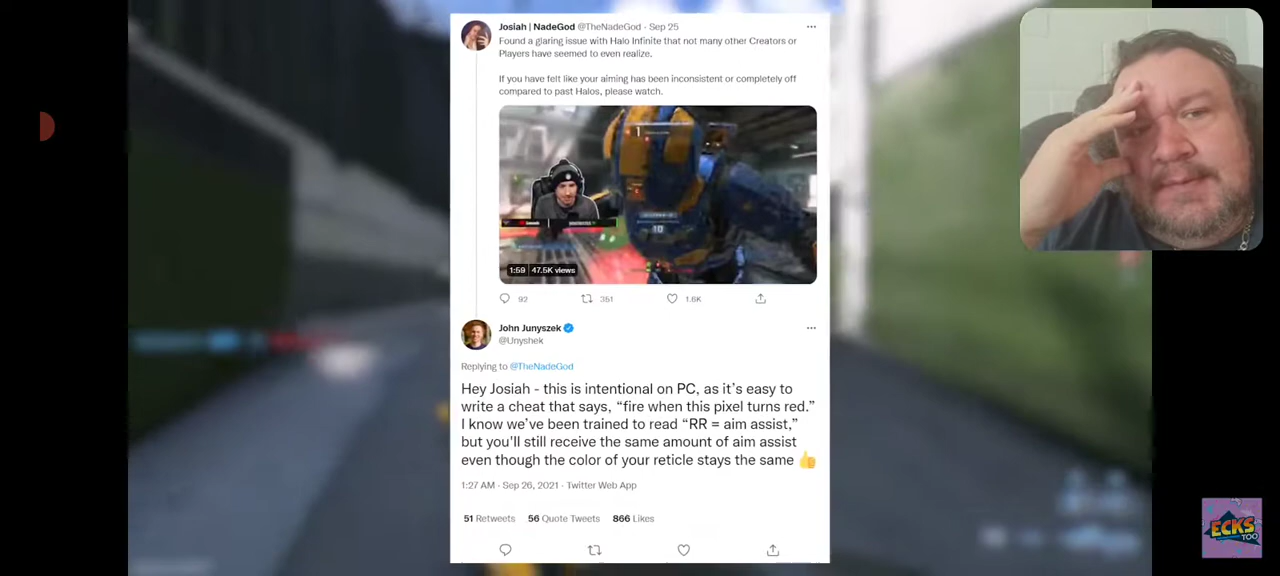 Josiah | NadeGod @TheNadeGod · Sep 25
Found a glaring issue with Halo Infinite that not many other Creators or
Players have seemed to even realize.
If you have felt like your aiming has been inconsistent or completely off
compared to past Halos, please watch.
1
10
1:59 47.5K views
92 351 1.6K
John Junyszek
@Unyshek
Replying to @TheNadeGod
Hey Josiah - this is intentional on PC, as it's easy to
write a cheat that says, “fire when this pixel turns red.”
I know we've been trained to read “RR = aim assist,”
but you'll still receive the same amount of aim assist
even though the color of your reticle stays the same 👍
1:27 AM · Sep 26, 2021 · Twitter Web App
51 Retweets 56 Quote Tweets 866 Likes
ECKS
TOO